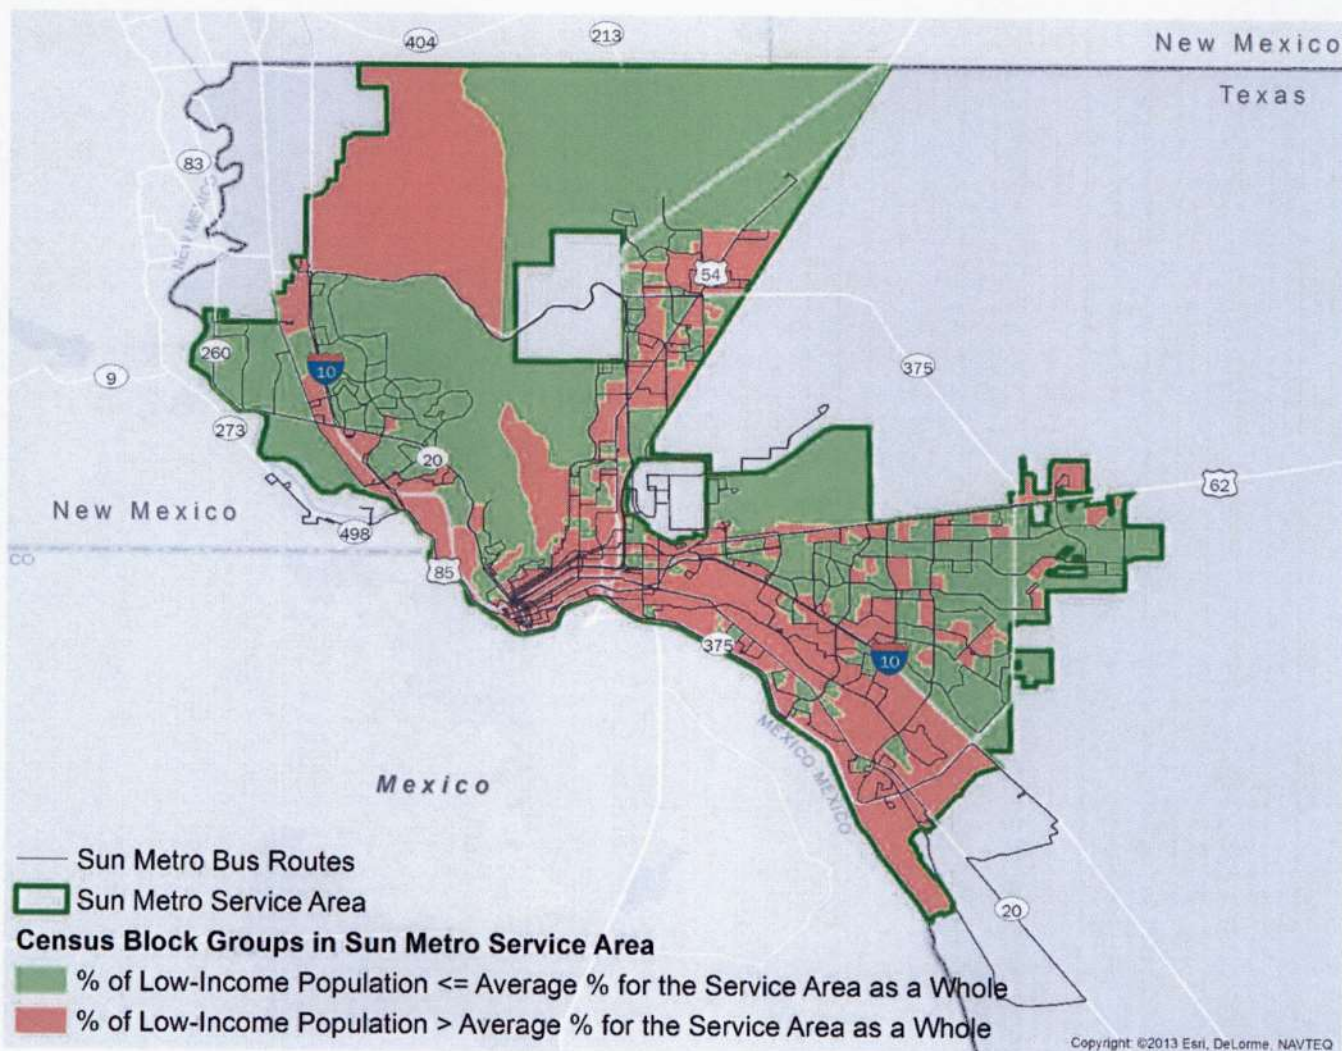 404
213
New Mexico
Texas
83
NEW MEXICO
54
260
10
9
375
273
20
62
New Mexico
498
CO
85
375
10
MEXICO MEXICO
Mexico
Sun Metro Bus Routes
Sun Metro Service Area
20
Census Block Groups in Sun Metro Service Area
% of Low-Income Population <= Average % for the Service Area as a Whole
% of Low-Income Population > Average % for the Service Area as a Whole
Copyright: ©2013 Esri, DeLorme, NAVTEQ